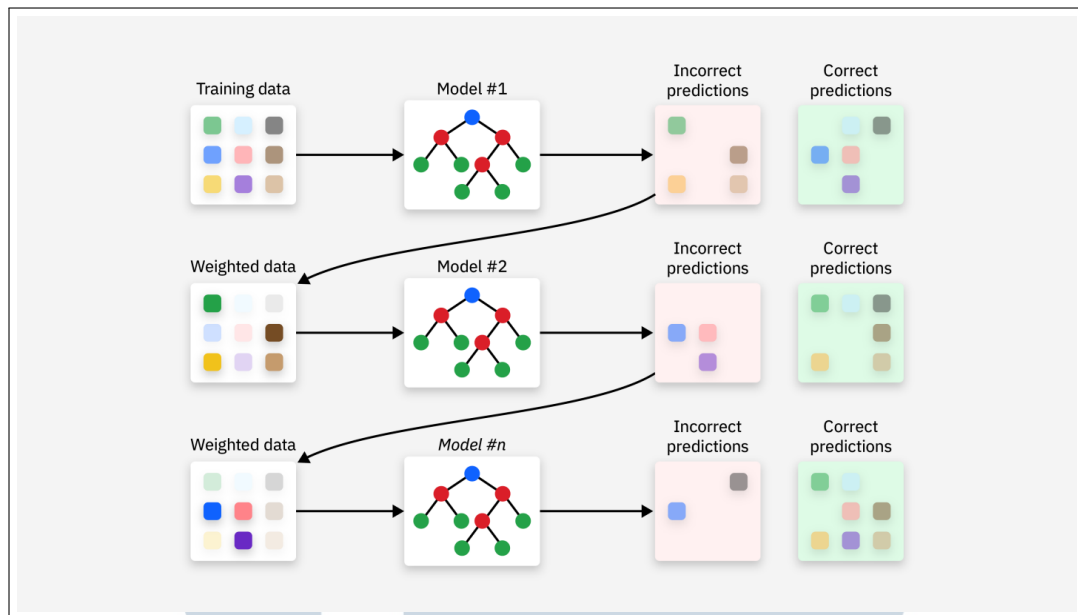 Training data
Model #1
Incorrect
predictions
Correct
predictions
Weighted data
Model #2
Incorrect
predictions
Correct
predictions
Weighted data
Model #n
Incorrect
predictions
Correct
predictions